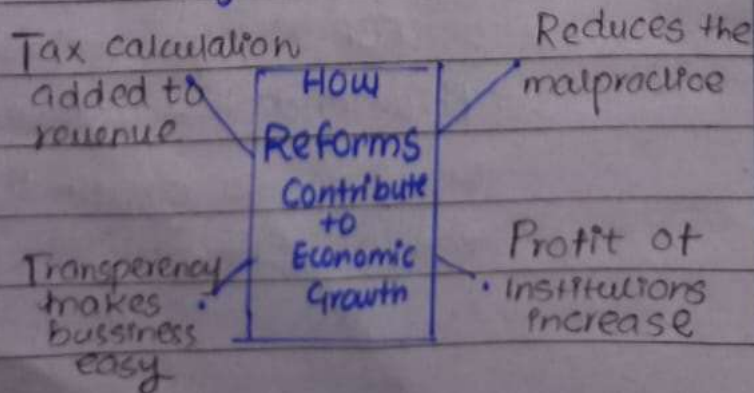 Tax calculation
added to
revenue
Reduces the
malpractice
How
Reforms
Contribute
to
Economic
Growth
Transperency
makes
bussiness
easy
Profit of
institutions
increase